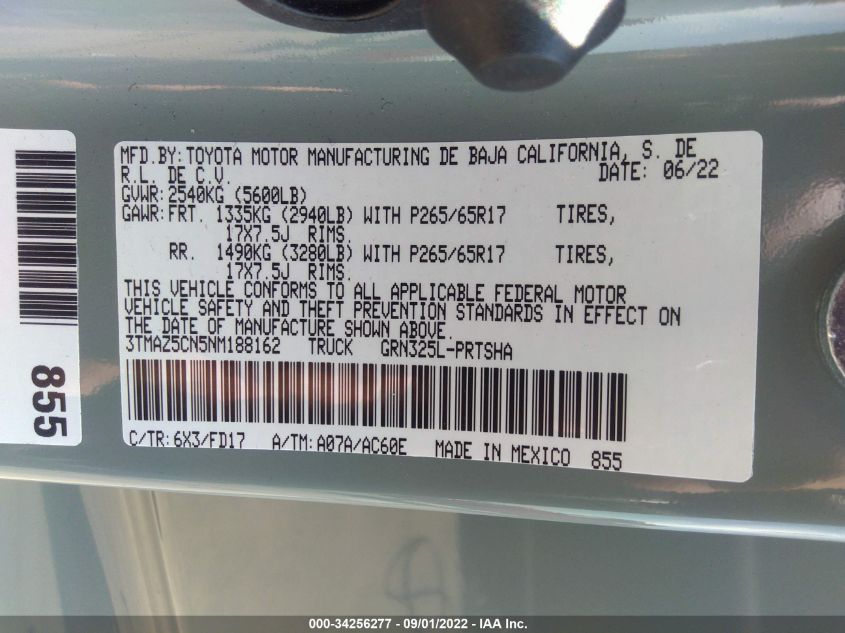 MFD.BY:TOYOTA MOTOR MANUFACTURING DE BAJA CALIFORNIA, S. DE
R.L. DE C.V. DATE: 06/22
GVWR:2540KG (5600LB)
GAWR:FRT. 1335KG (2940LB) WITH P265/65R17 TIRES,
17X7.5J RIMS.
RR. 1490KG (3280LB) WITH P265/65R17 TIRES,
17X7.5J RIMS.
THIS VEHICLE CONFORMS TO ALL APPLICABLE FEDERAL MOTOR
VEHICLE SAFETY AND THEFT PREVENTION STANDARDS IN EFFECT ON
THE DATE OF MANUFACTURE SHOWN ABOVE.
3TMAZ5CN5NM188162 TRUCK GRN325L-PRTSHA
C/TR:6X3/FD17 A/TM:A07A/AC60E MADE IN MEXICO 855
855
000-34256277 - 09/01/2022 - IAA Inc.